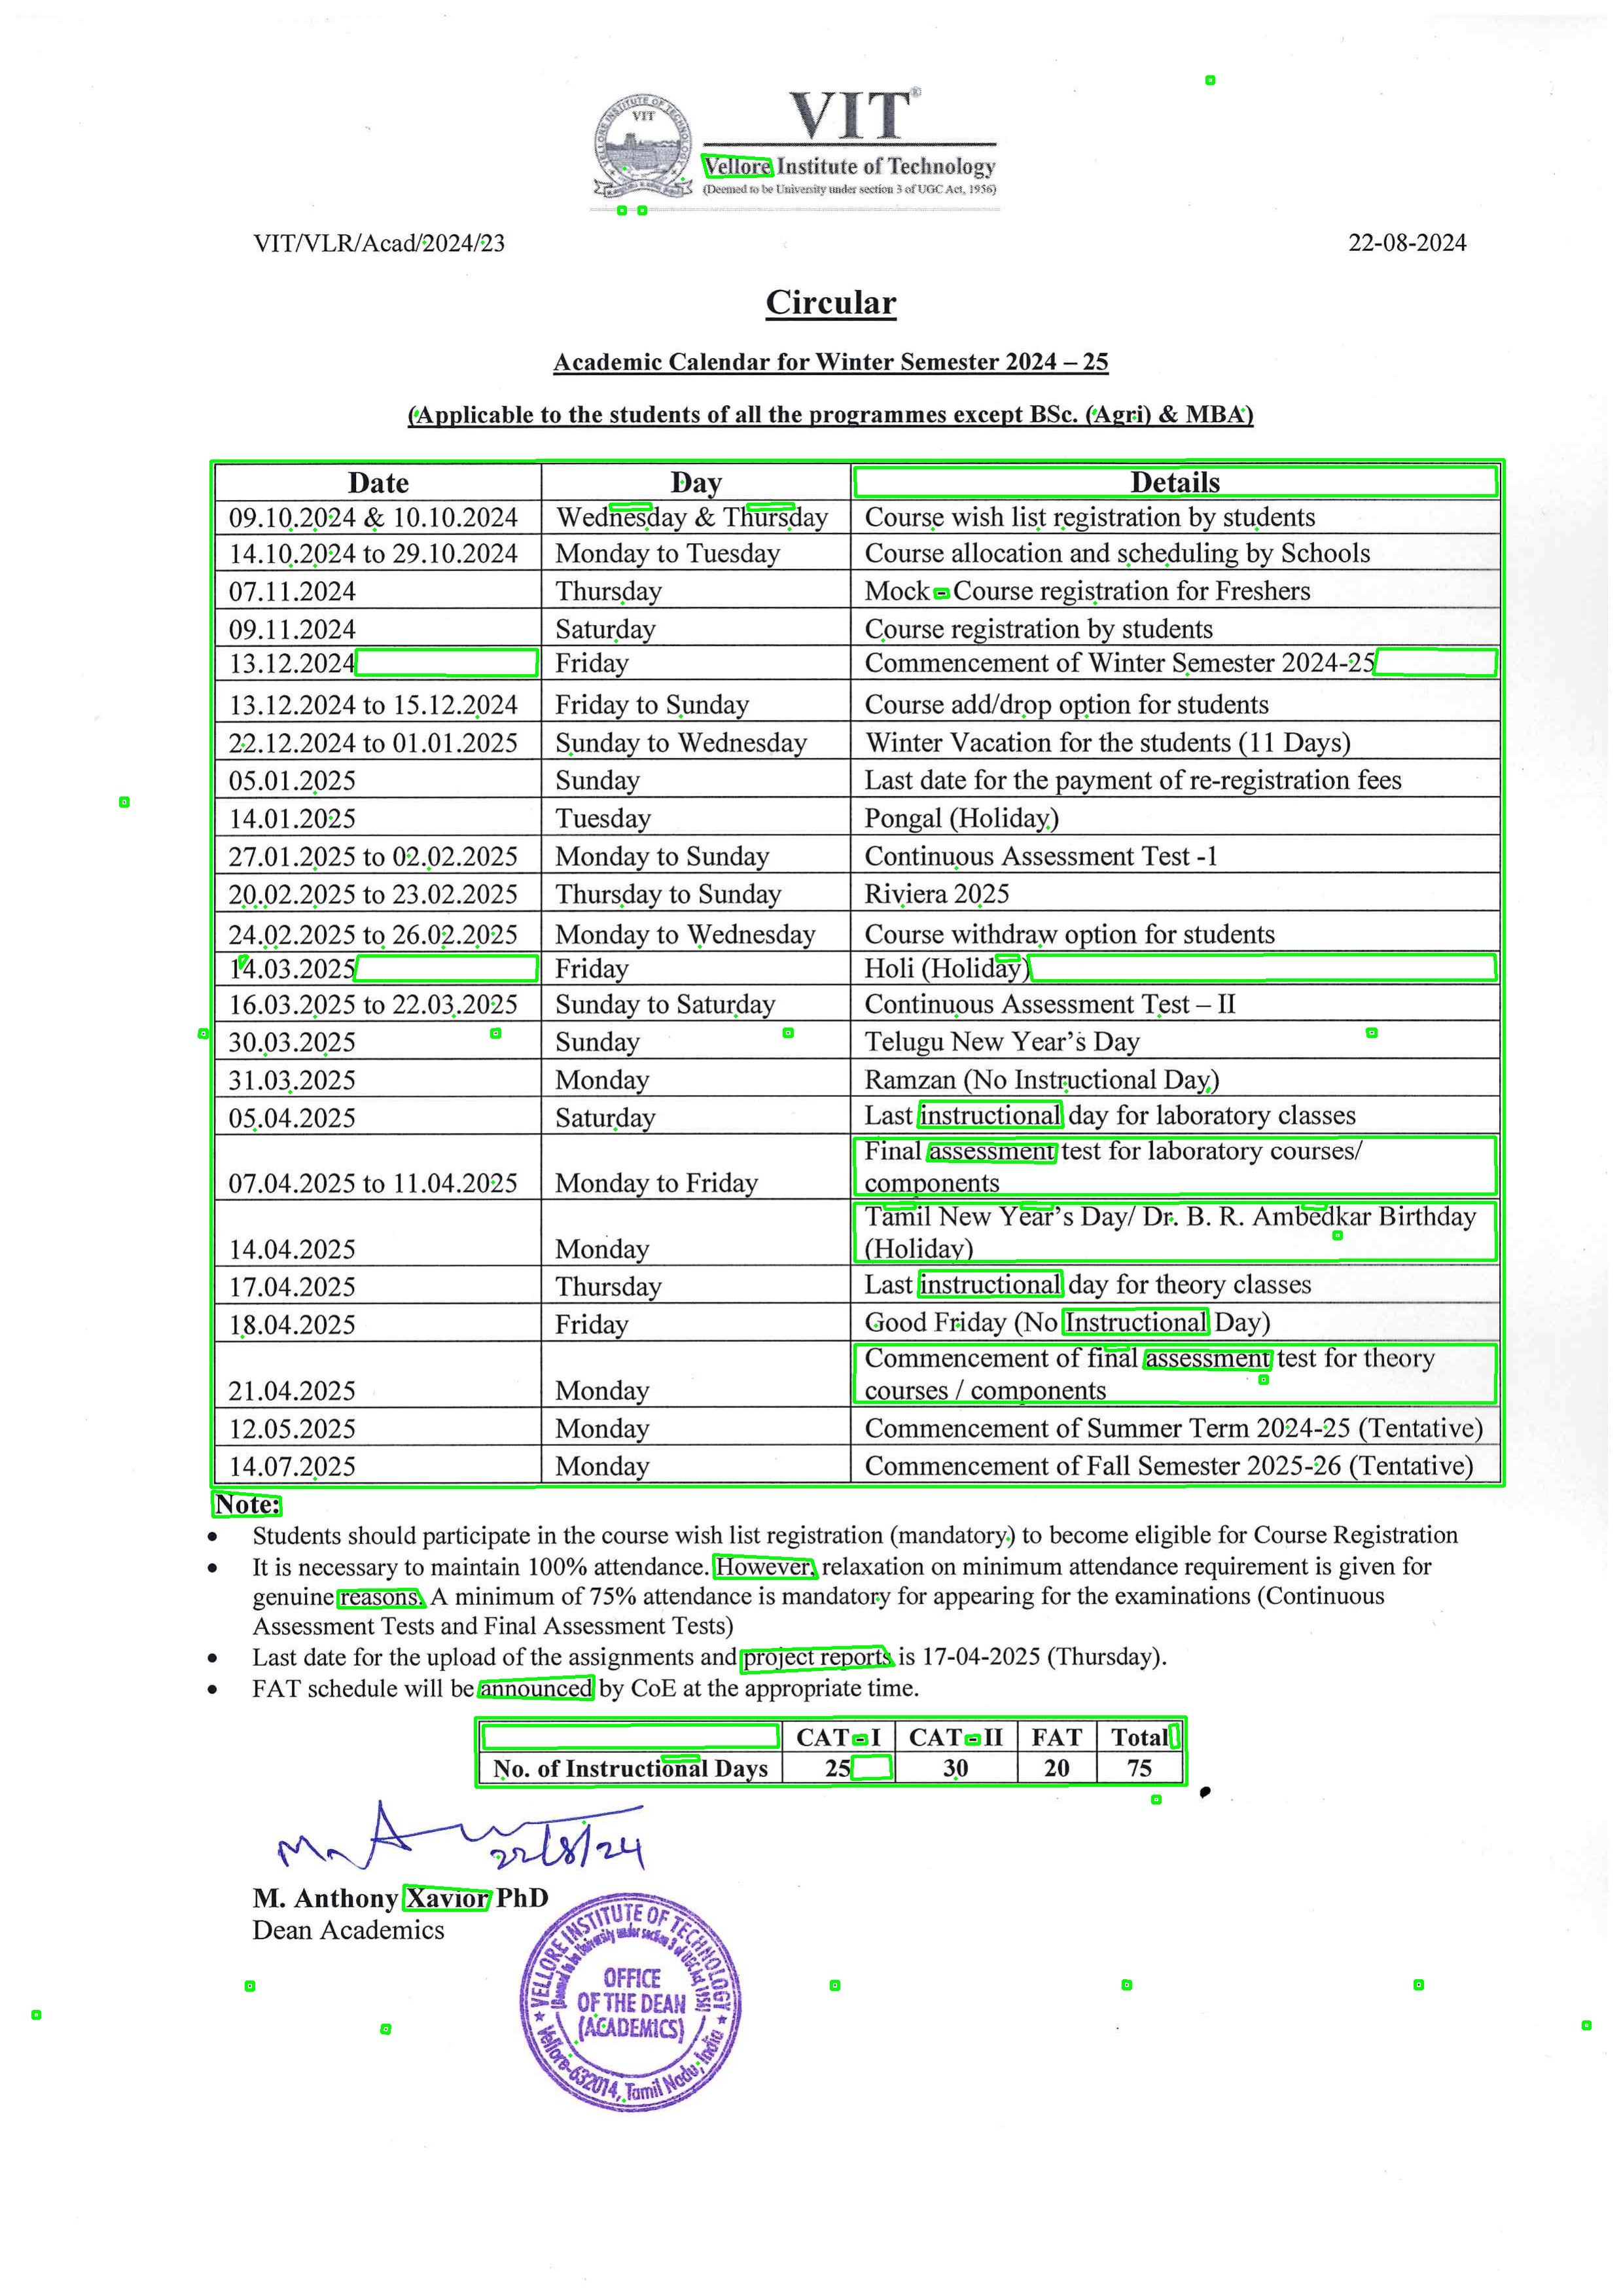 VELLORE INSTITUTE OF TECHNOLOGY
VIT
VIT®
Vellore Institute of Technology
(Deemed to be University under section 3 of UGC Act, 1956)
VIT/VLR/Acad/2024/23 22-08-2024
Circular
Academic Calendar for Winter Semester 2024 – 25
(Applicable to the students of all the programmes except BSc. (Agri) & MBA)
Date Day Details
09.10.2024 & 10.10.2024 Wednesday & Thursday Course wish list registration by students
14.10.2024 to 29.10.2024 Monday to Tuesday Course allocation and scheduling by Schools
07.11.2024 Thursday Mock - Course registration for Freshers
09.11.2024 Saturday Course registration by students
13.12.2024 Friday Commencement of Winter Semester 2024-25
13.12.2024 to 15.12.2024 Friday to Sunday Course add/drop option for students
22.12.2024 to 01.01.2025 Sunday to Wednesday Winter Vacation for the students (11 Days)
05.01.2025 Sunday Last date for the payment of re-registration fees
14.01.2025 Tuesday Pongal (Holiday)
27.01.2025 to 02.02.2025 Monday to Sunday Continuous Assessment Test -1
20.02.2025 to 23.02.2025 Thursday to Sunday Riviera 2025
24.02.2025 to 26.02.2025 Monday to Wednesday Course withdraw option for students
14.03.2025 Friday Holi (Holiday)
16.03.2025 to 22.03.2025 Sunday to Saturday Continuous Assessment Test – II
30.03.2025 Sunday Telugu New Year's Day
31.03.2025 Monday Ramzan (No Instructional Day)
05.04.2025 Saturday Last instructional day for laboratory classes
07.04.2025 to 11.04.2025 Monday to Friday Final assessment test for laboratory courses/
components
14.04.2025 Monday Tamil New Year's Day/ Dr. B. R. Ambedkar Birthday
(Holiday)
17.04.2025 Thursday Last instructional day for theory classes
18.04.2025 Friday Good Friday (No Instructional Day)
21.04.2025 Monday Commencement of final assessment test for theory
courses / components
12.05.2025 Monday Commencement of Summer Term 2024-25 (Tentative)
14.07.2025 Monday Commencement of Fall Semester 2025-26 (Tentative)
Note:
• Students should participate in the course wish list registration (mandatory) to become eligible for Course Registration
• It is necessary to maintain 100% attendance. However, relaxation on minimum attendance requirement is given for
genuine reasons. A minimum of 75% attendance is mandatory for appearing for the examinations (Continuous
Assessment Tests and Final Assessment Tests)
• Last date for the upload of the assignments and project reports is 17-04-2025 (Thursday).
• FAT schedule will be announced by CoE at the appropriate time.
CAT - I CAT - II FAT Total
No. of Instructional Days 25 30 20 75
22/8/24
M. Anthony Xavior PhD
Dean Academics
VELLORE INSTITUTE OF TECHNOLOGY
(Deemed to be University under section 3 of UGC Act, 1956)
OFFICE
OF THE DEAN
(ACADEMICS)
Vellore-632014, Tamil Nadu, India